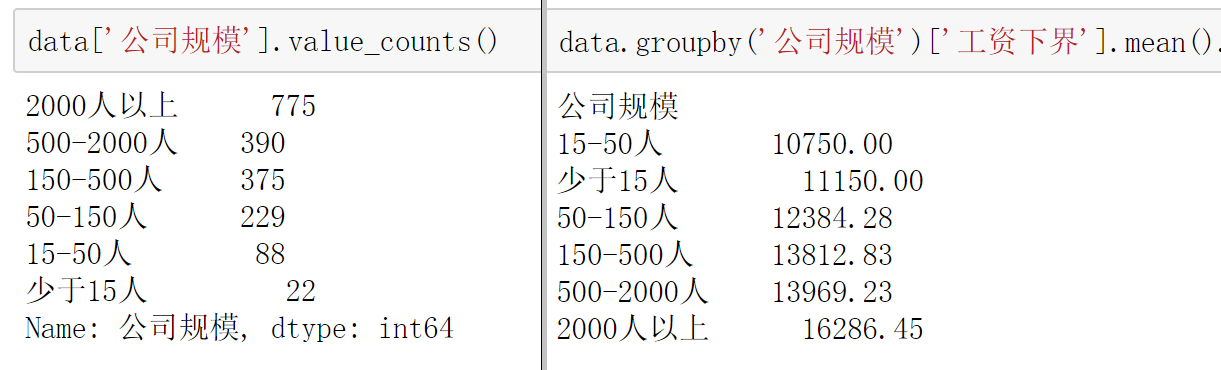 data['公司规模'].value_counts()
2000人以上 775
500-2000人 390
150-500人 375
50-150人 229
15-50人 88
少于15人 22
Name: 公司规模, dtype: int64
data.groupby('公司规模')['工资下界'].mean().
公司规模
15-50人 10750.00
少于15人 11150.00
50-150人 12384.28
150-500人 13812.83
500-2000人 13969.23
2000人以上 16286.45